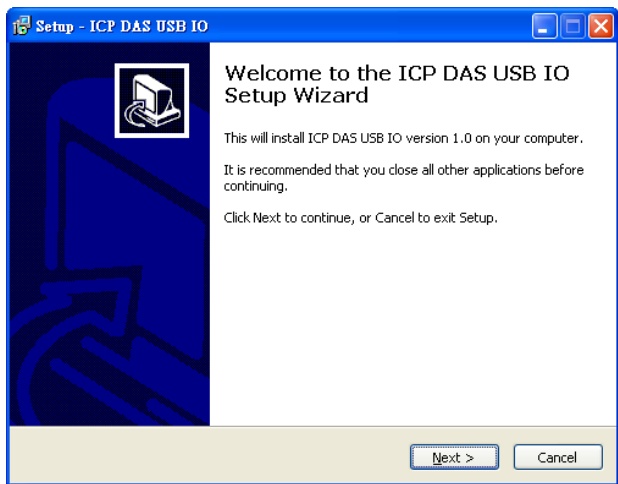 Setup - ICP DAS USB IO
Welcome to the ICP DAS USB IO
Setup Wizard
This will install ICP DAS USB IO version 1.0 on your computer.
It is recommended that you close all other applications before
continuing.
Click Next to continue, or Cancel to exit Setup.
Next >
Cancel